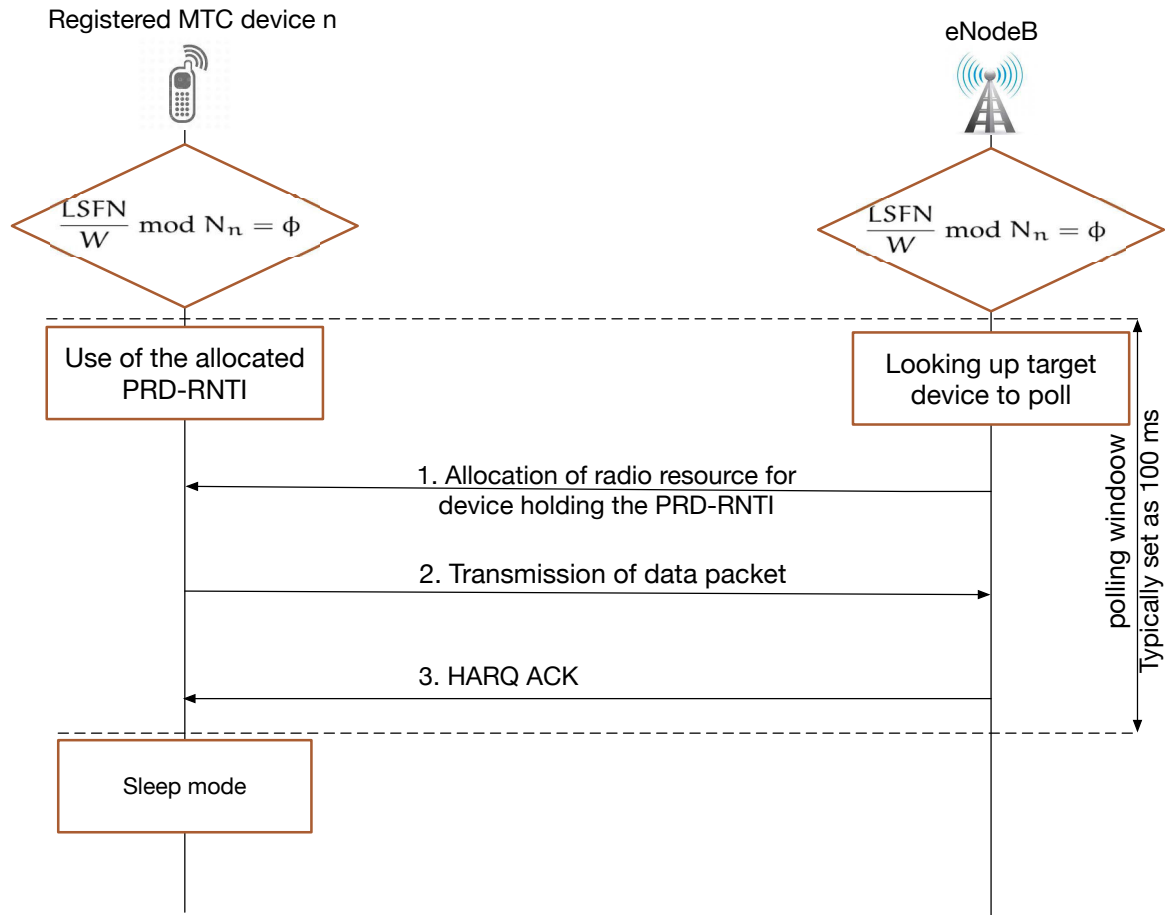 Registered MTC device n
eNodeB
LSFN/W mod Nₙ = ϕ
LSFN/W mod Nₙ = ϕ
Use of the allocated
PRD-RNTI
Looking up target
device to poll
1. Allocation of radio resource for
device holding the PRD-RNTI
2. Transmission of data packet
3. HARQ ACK
polling windoow
Typically set as 100 ms
Sleep mode